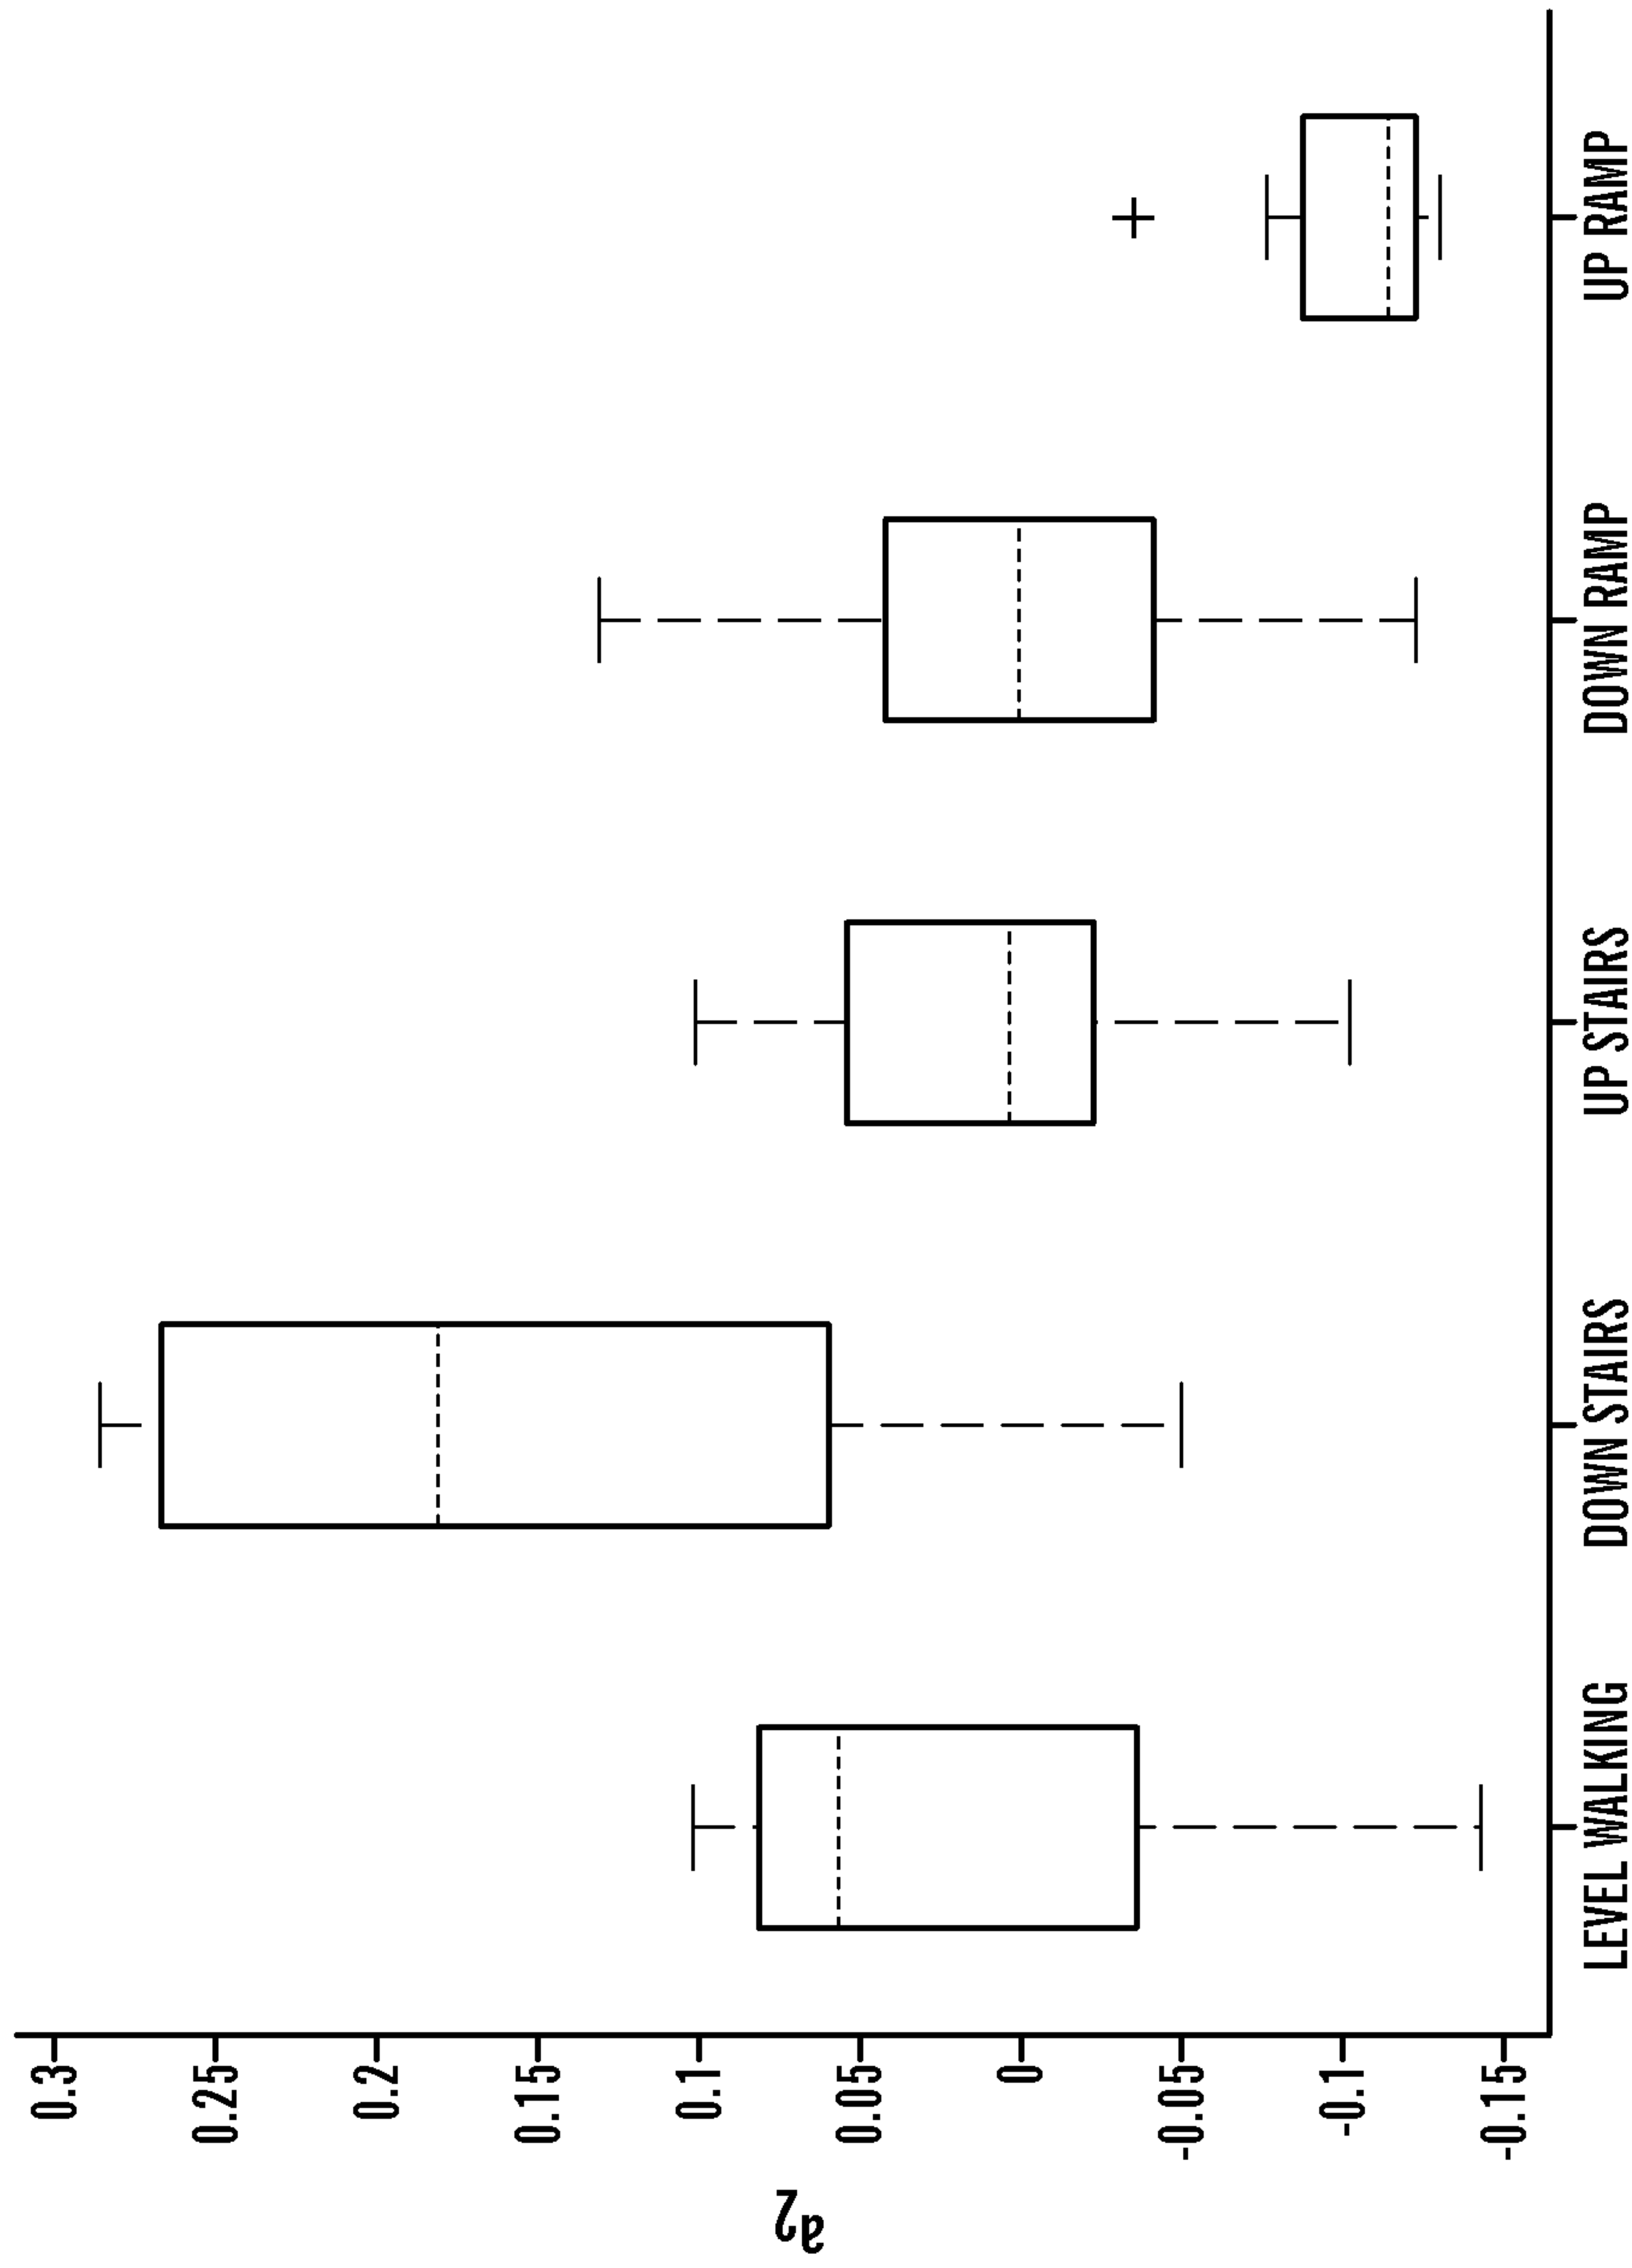 a2
0.3
0.25
0.2
0.15
0.1
0.05
0
-0.05
-0.1
-0.15
LEVEL WALKING
DOWN STAIRS
UP STAIRS
DOWN RAMP
UP RAMP